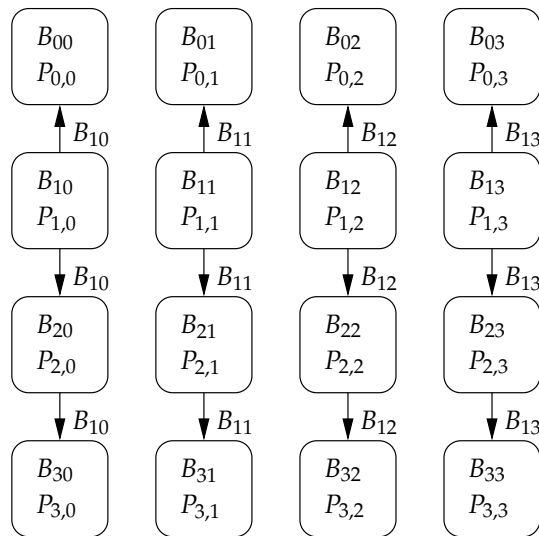 B00 B01 B02 B03
P0,0 P0,1 P0,2 P0,3
B10 B11 B12 B13
B10 B11 B12 B13
P1,0 P1,1 P1,2 P1,3
B10 B11 B12 B13
B20 B21 B22 B23
P2,0 P2,1 P2,2 P2,3
B10 B11 B12 B13
B30 B31 B32 B33
P3,0 P3,1 P3,2 P3,3